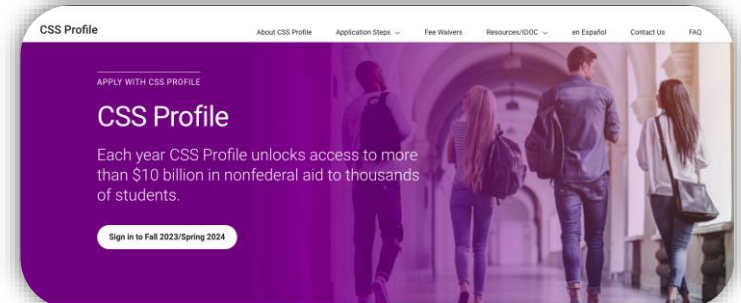 CSS Profile
About CSS Profile Application Steps Fee Waivers Resources/IDOC en Español Contact Us FAQ
APPLY WITH CSS PROFILE
CSS Profile
Each year CSS Profile unlocks access to more
than $10 billion in nonfederal aid to thousands
of students.
Sign in to Fall 2023/Spring 2024